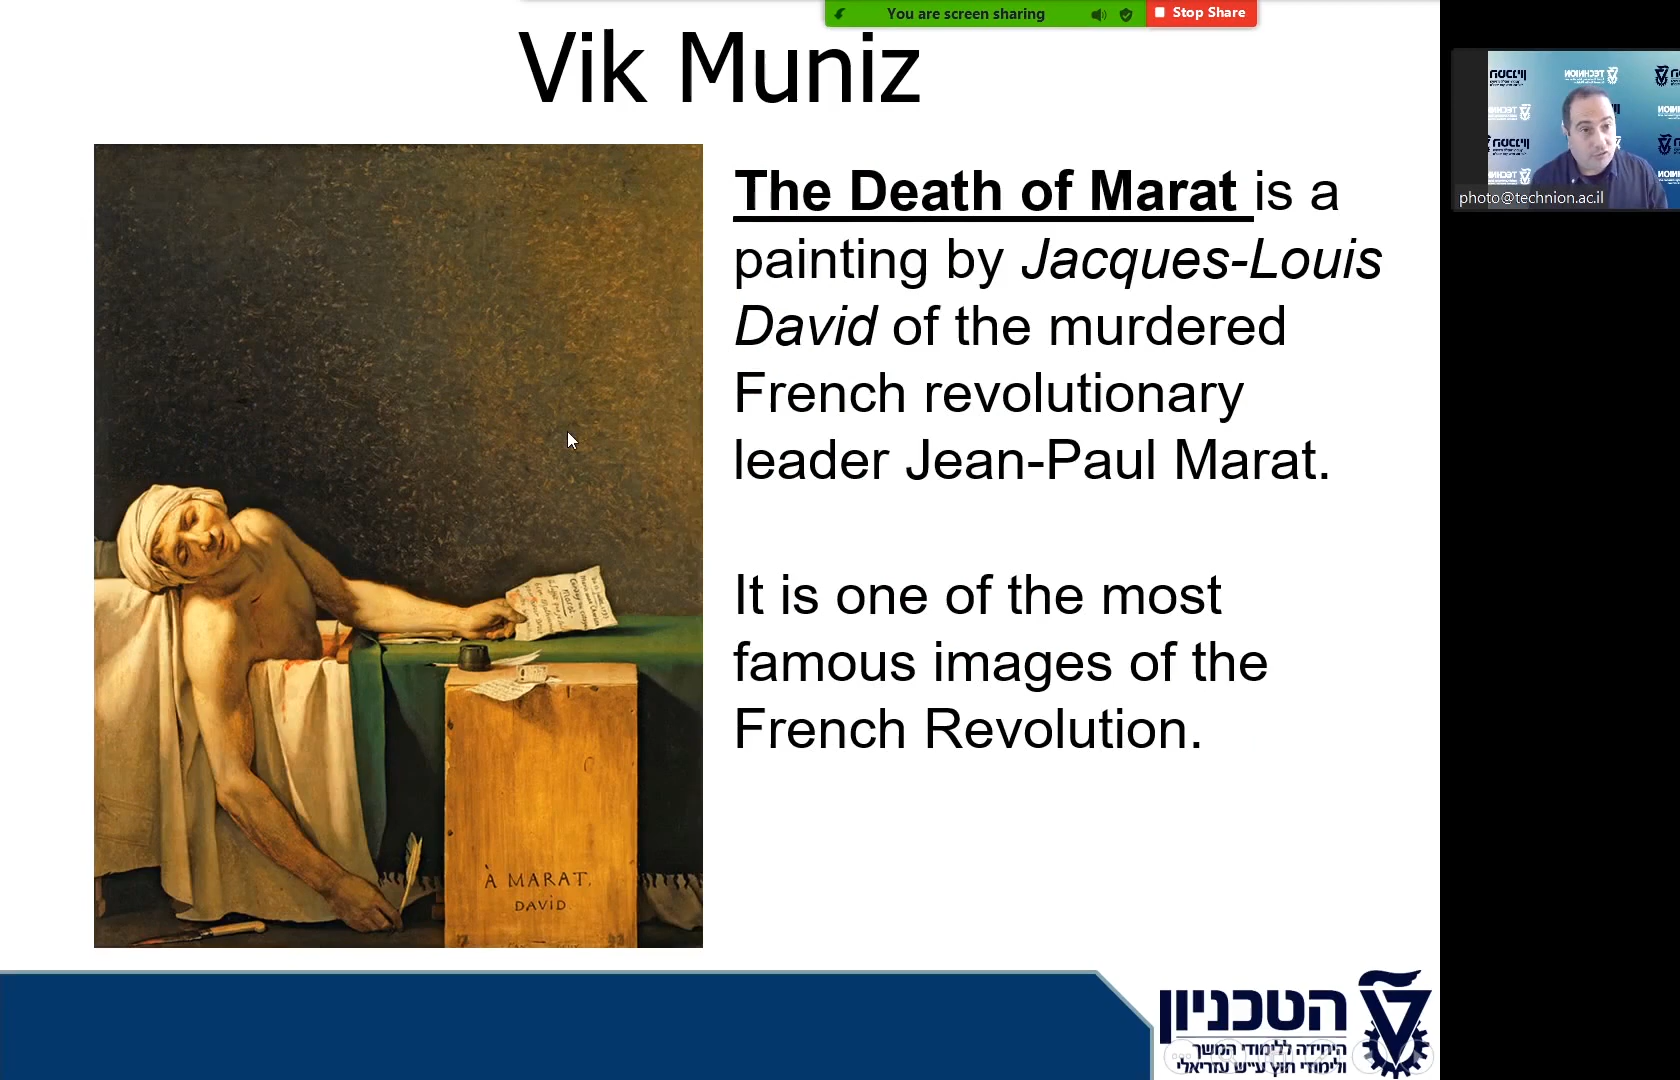 You are screen sharing
Stop Share
Vik Muniz
The Death of Marat is a
painting by Jacques-Louis
David of the murdered
French revolutionary
leader Jean-Paul Marat.
It is one of the most
famous images of the
French Revolution.
À MARAT.
DAVID
photo@technion.ac.il
הטכניון
היחידה ללימודי המשך
ולימודי חוץ ע״ש עזריאלי